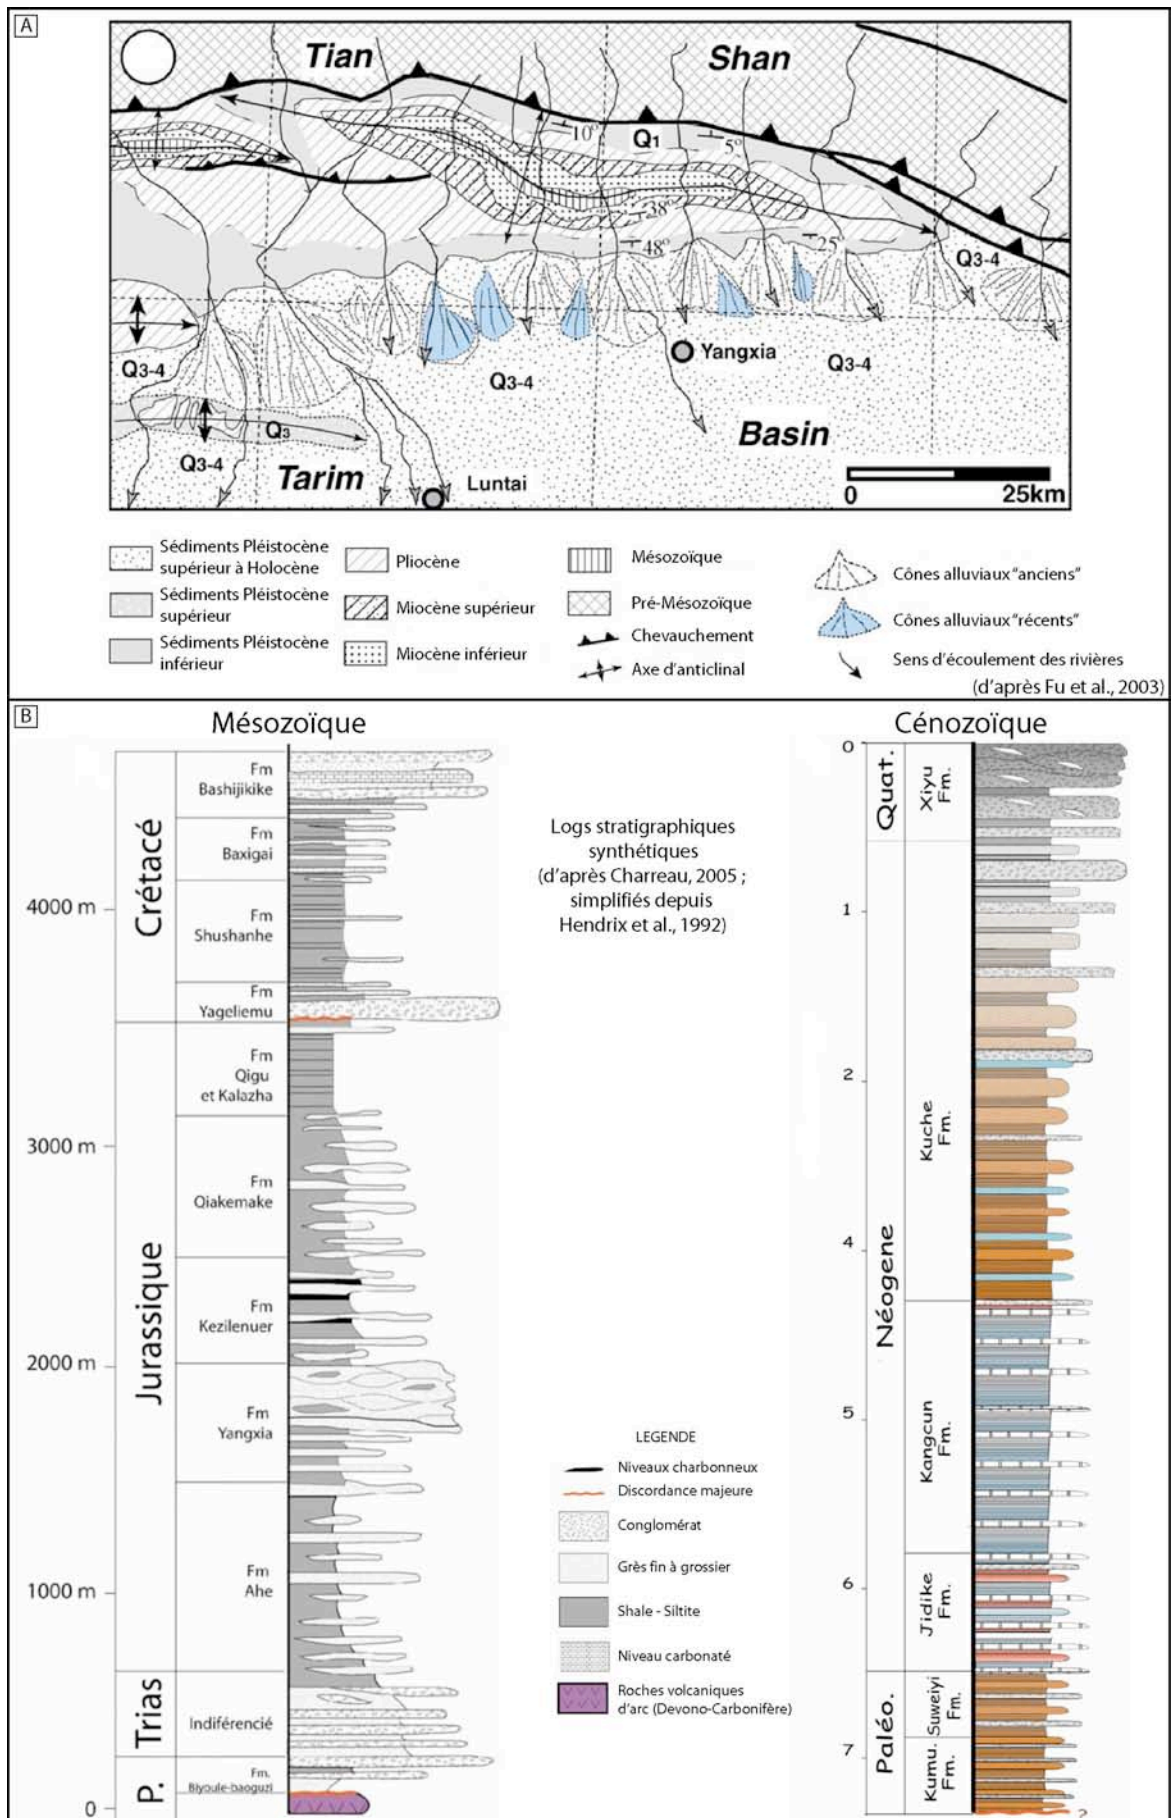 A
Tian
Shan
10°
Q1
5°
38°
48°
25°
Q3-4
Q3-4
Q3-4
Yangxia
Q3-4
Q3
Q3-4
Basin
Tarim
Luntai
0
25km
Sédiments Pléistocène
supérieur à Holocène
Sédiments Pléistocène
supérieur
Sédiments Pléistocène
inférieur
Pliocène
Miocène supérieur
Miocène inférieur
Mésozoïque
Pré-Mésozoïque
Chevauchement
Axe d'anticlinal
Cônes alluviaux "anciens"
Cônes alluviaux "récents"
Sens d'écoulement des rivières
(d'après Fu et al., 2003)
B
Mésozoïque
Cénozoïque
4000 m
3000 m
2000 m
1000 m
0
Crétacé
Jurassique
Trias
P.
Fm
Bashijikike
Fm
Baxigai
Fm
Shushanhe
Fm
Yageliemu
Fm
Qigu
et Kalazha
Fm
Qiakemake
Fm
Kezilenuer
Fm
Yangxia
Fm
Ahe
Indiférencié
Fm.
Biyoule-baoguzi
Logs stratigraphiques
synthétiques
(d'après Charreau, 2005 ;
simplifiés depuis
Hendrix et al., 1992)
LEGENDE
Niveaux charbonneux
Discordance majeure
Conglomérat
Grès fin à grossier
Shale - Siltite
Niveau carbonaté
Roches volcaniques
d'arc (Devono-Carbonifère)
0
1
2
4
5
6
7
Quat.
Néogene
Paléo.
Xiyu
Fm.
Kuche
Fm.
Kangcun
Fm.
Jidike
Fm.
Suweiyi
Fm.
Kumu.
Fm.
?